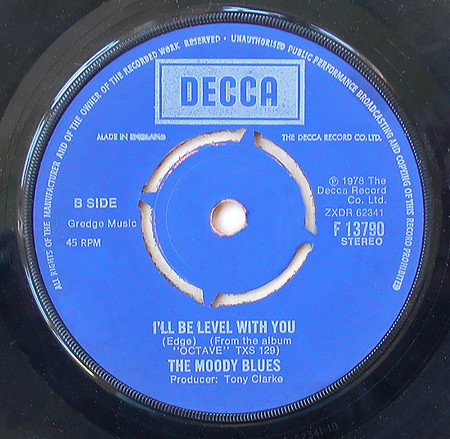 ALL RIGHTS OF THE MANUFACTURER AND OF THE OWNER OF THE RECORDED WORK RESERVED • UNAUTHORISED PUBLIC PERFORMANCE BROADCASTING AND COPYING OF THIS RECORD PROHIBITED
DECCA
MADE IN ENGLAND
THE DECCA RECORD CO. LTD.
B SIDE
Gredge Music
45 RPM
℗ 1978 The
Decca Record
Co. Ltd.
ZXDR 62341
F 13790
STEREO
I'LL BE LEVEL WITH YOU
(Edge) (From the album
"OCTAVE" TXS 129)
THE MOODY BLUES
Producer: Tony Clarke